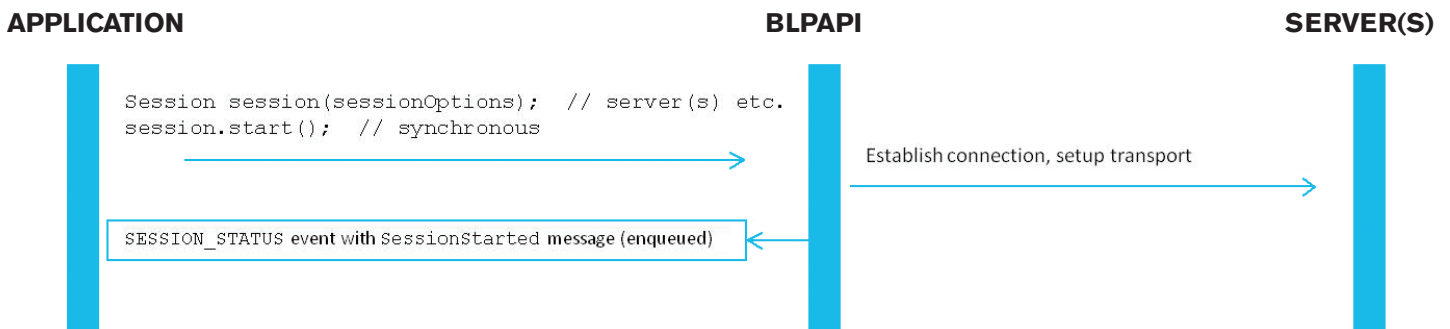 APPLICATION
BLPAPI
SERVER(S)
Session session(sessionOptions);  // server(s) etc.
session.start();  // synchronous
Establish connection, setup transport
SESSION_STATUS event with SessionStarted message (enqueued)